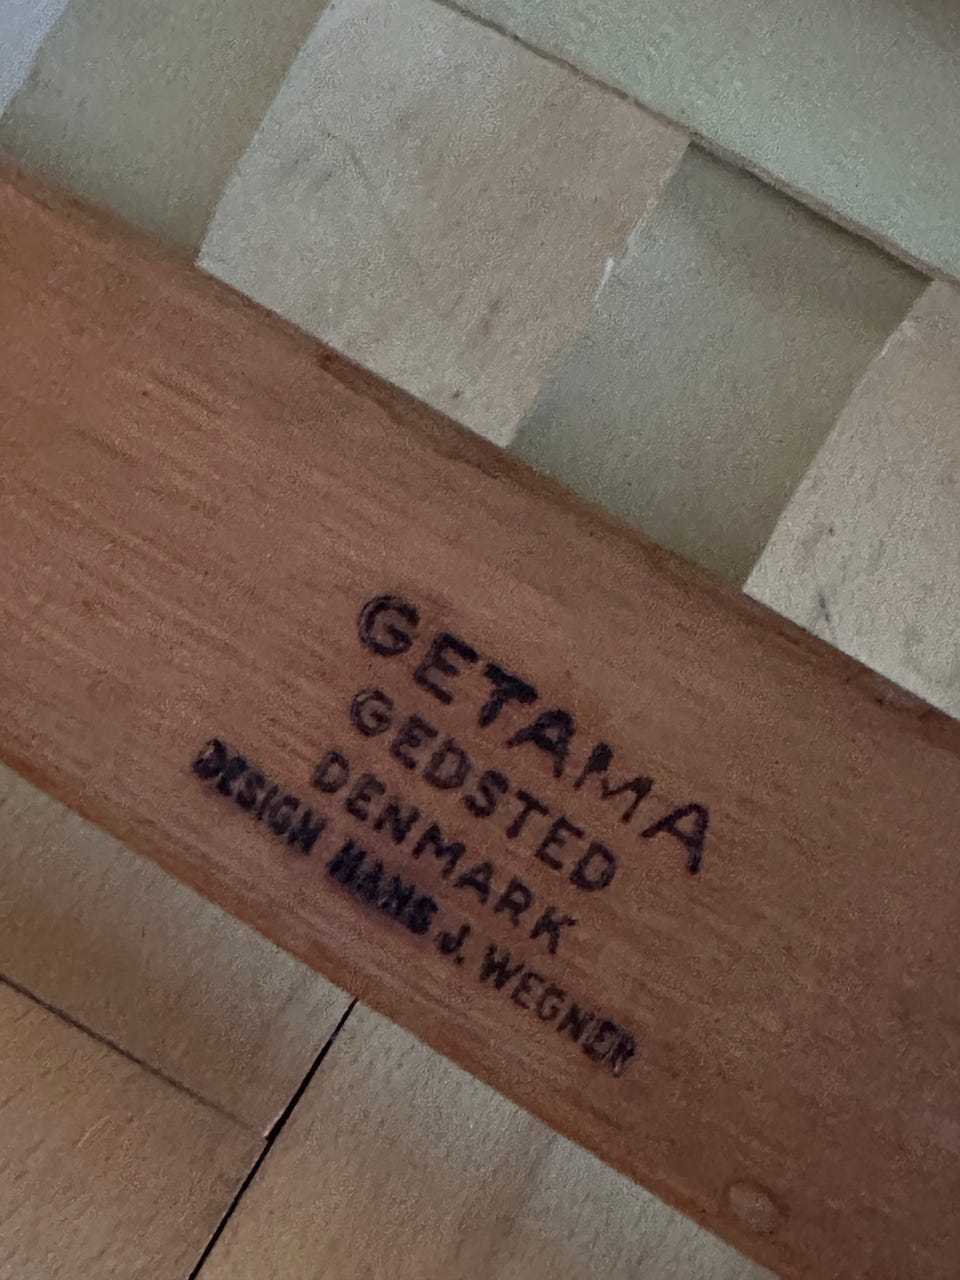 GETAMA
GEDSTED
DENMARK
DESIGN HANS J. WEGNER